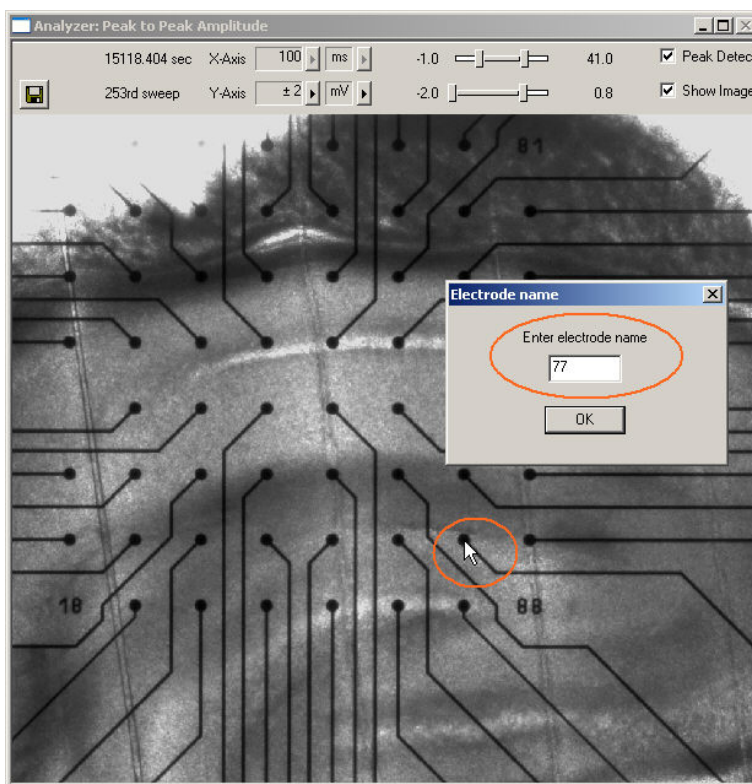 Analyzer: Peak to Peak Amplitude
15118.404 sec X-Axis 100 ms -1.0 41.0 Peak Detec
253rd sweep Y-Axis ± 2 mV -2.0 0.8 Show Image
81
Electrode name
Enter electrode name
77
OK
18 88